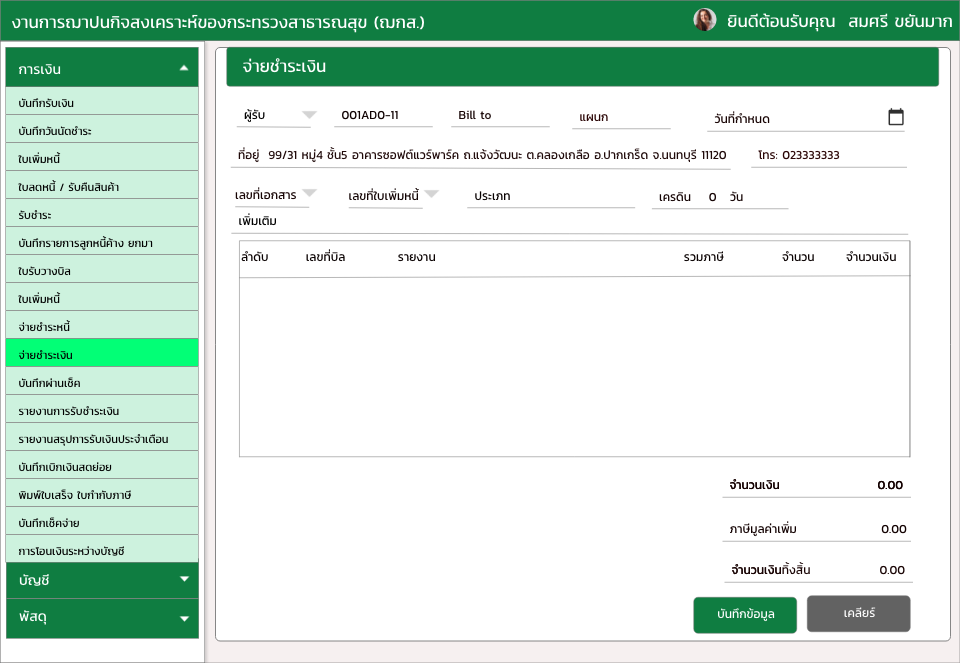 งานการฌาปนกิจสงเคราะห์ของกระทรวงสาธารณสุข (ฌกส.)
ยินดีต้อนรับคุณ สมศรี ขยันมาก
การเงิน
บันทึกรับเงิน
บันทึกวันนัดชำระ
ใบเพิ่มหนี้
ใบลดหนี้ / รับคืนสินค้า
รับชำระ
บันทึกรายการลูกหนี้ค้าง ยกมา
ใบรับวางบิล
ใบเพิ่มหนี้
จ่ายชำระหนี้
จ่ายชำระเงิน
บันทึกผ่านเช็ค
รายงานการรับชำระเงิน
รายงานสรุปการรับเงินประจำเดือน
บันทึกเบิกเงินสดย่อย
พิมพ์ใบเสร็จ ใบกำกับภาษี
บันทึกเช็คจ่าย
การโอนเงินระหว่างบัญชี
บัญชี
พัสดุ
จ่ายชำระเงิน
ผู้รับ 001AD0-11 Bill to แผนก วันที่กำหนด
ที่อยู่ 99/31 หมู่4 ชั้น5 อาคารซอฟต์แวร์พาร์ค ถ.แจ้งวัฒนะ ต.คลองเกลือ อ.ปากเกร็ด จ.นนทบุรี 11120 โทร: 023333333
เลขที่เอกสาร เลขที่ใบเพิ่มหนี้ ประเภท เครดิน 0 วัน
เพิ่มเติม
ลำดับ เลขที่บิล รายงาน รวมภาษี จำนวน จำนวนเงิน
จำนวนเงิน 0.00
ภาษีมูลค่าเพิ่ม 0.00
จำนวนเงินทั้งสิ้น 0.00
บันทึกข้อมูล เคลียร์